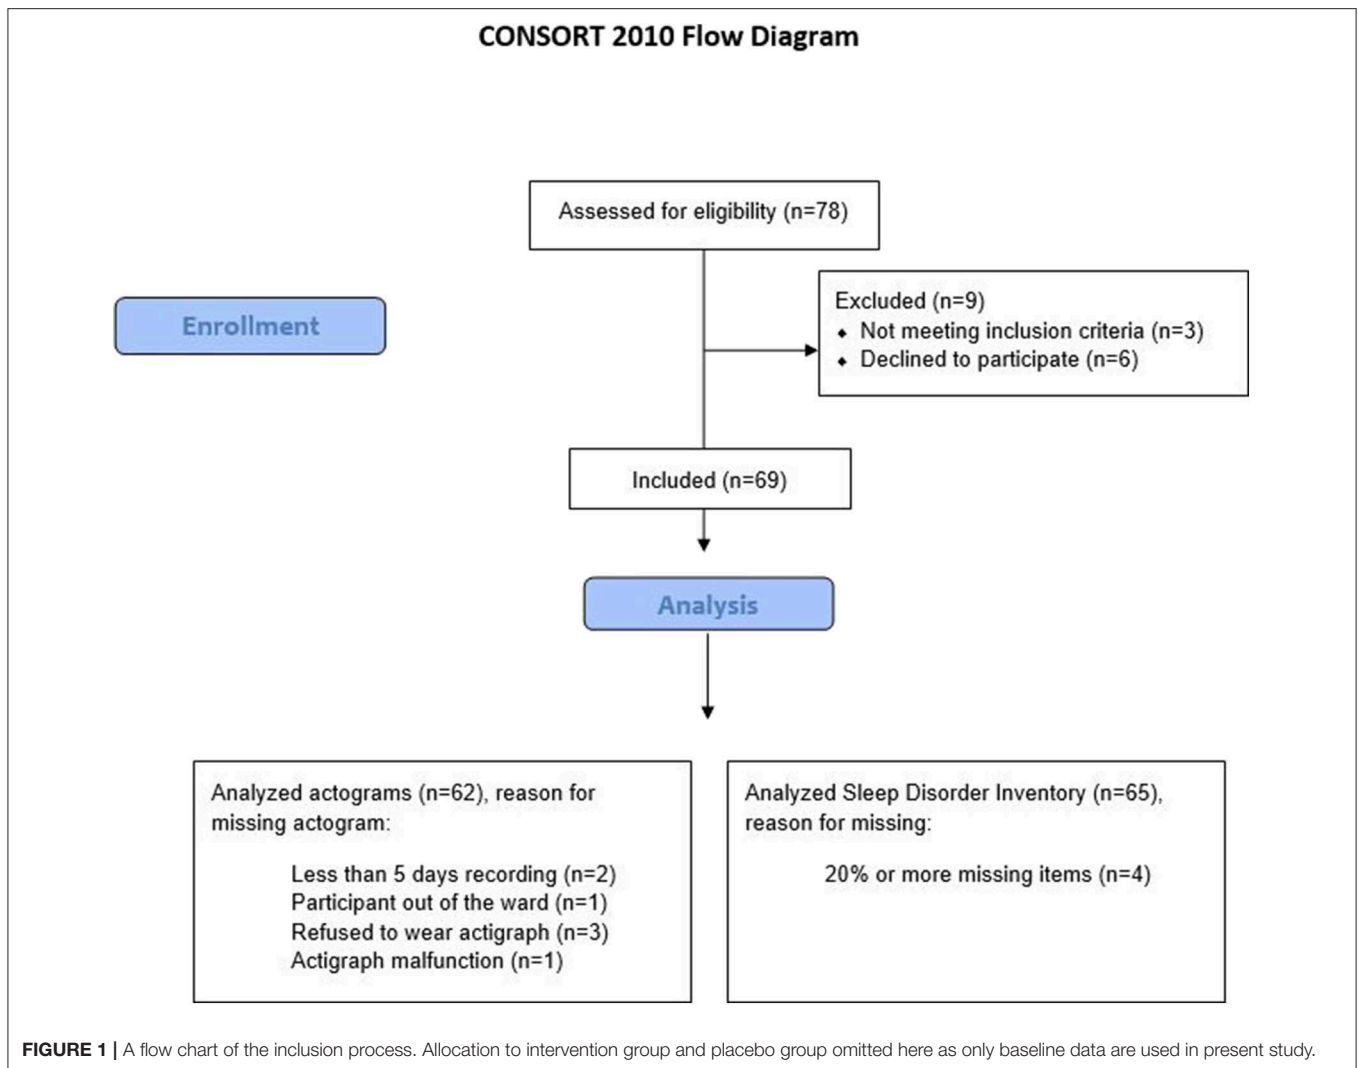 CONSORT 2010 Flow Diagram
Assessed for eligibility (n=78)
Enrollment
Excluded (n=9)
⬥ Not meeting inclusion criteria (n=3)
⬥ Declined to participate (n=6)
Included (n=69)
Analysis
Analyzed actograms (n=62), reason for
missing actogram:
Less than 5 days recording (n=2)
Participant out of the ward (n=1)
Refused to wear actigraph (n=3)
Actigraph malfunction (n=1)
Analyzed Sleep Disorder Inventory (n=65),
reason for missing:
20% or more missing items (n=4)
FIGURE 1 | A flow chart of the inclusion process. Allocation to intervention group and placebo group omitted here as only baseline data are used in present study.